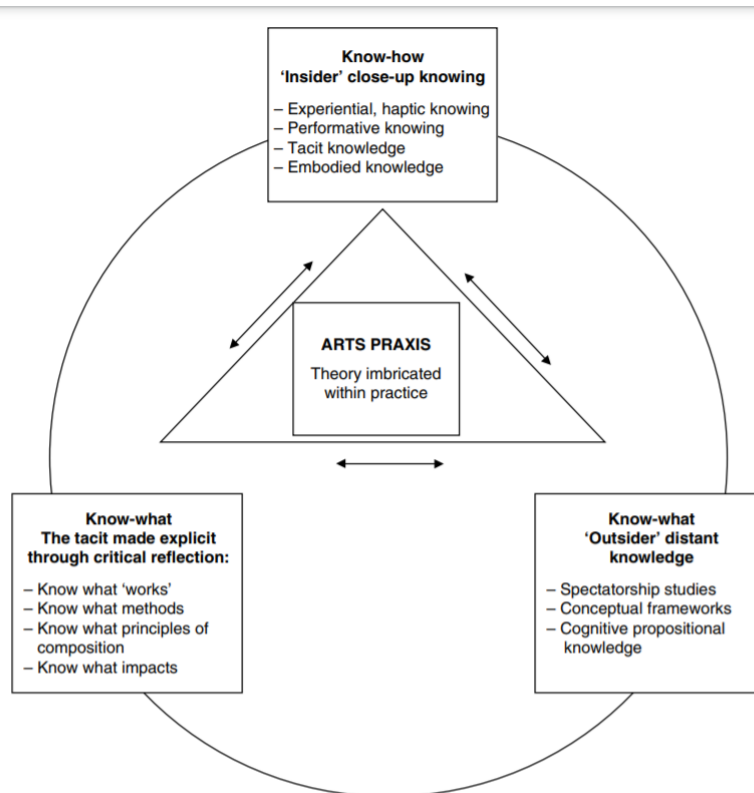 Know-how
‘Insider’ close-up knowing
– Experiential, haptic knowing
– Performative knowing
– Tacit knowledge
– Embodied knowledge
ARTS PRAXIS
Theory imbricated
within practice
Know-what
The tacit made explicit
through critical reflection:
– Know what ‘works’
– Know what methods
– Know what principles of
composition
– Know what impacts
Know-what
‘Outsider’ distant
knowledge
– Spectatorship studies
– Conceptual frameworks
– Cognitive propositional
knowledge